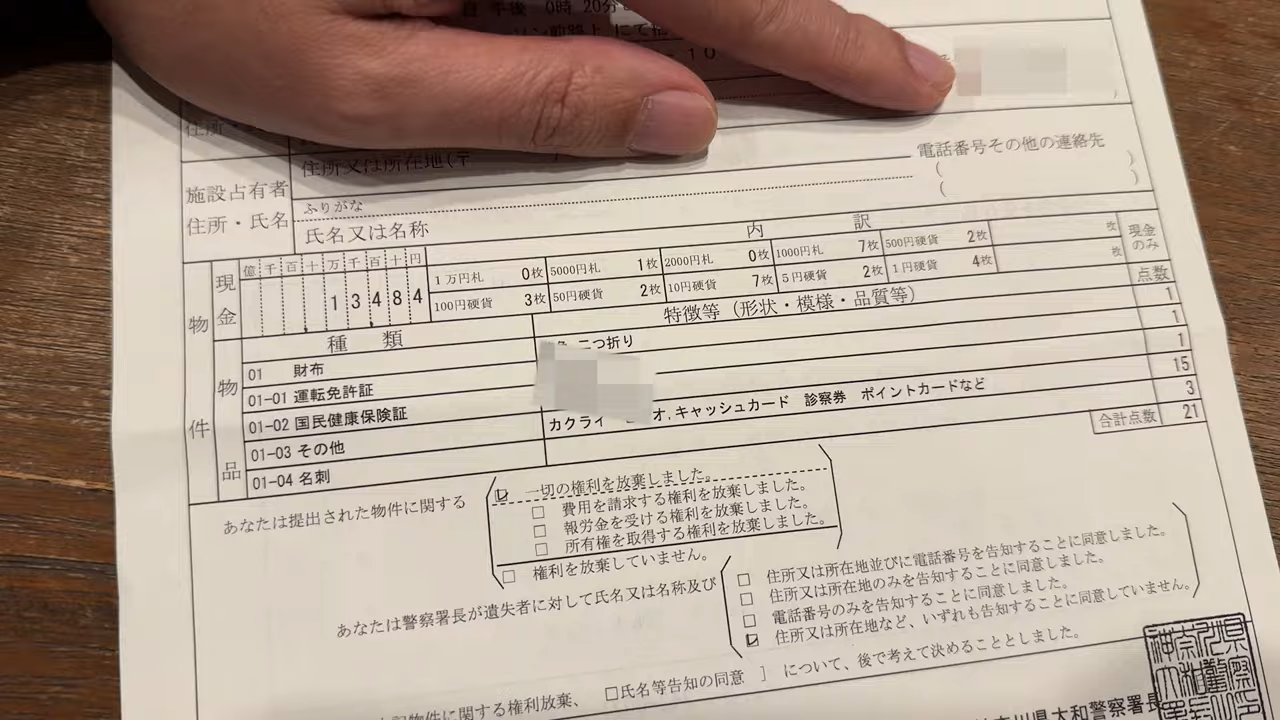 午後 0時 20分
路上 にて
１０
住所・
住所又は所在地(〒
電話番号その他の連絡先
( )
( )
施設占有者
住所・氏名
ふりがな
氏名又は名称
物件
現金
億 千 百 十 万 千 百 十 円
1 3 4 8 4
内 訳
1万円札 0枚 5000円札 1枚 2000円札 0枚 1000円札 7枚 500円硬貨 2枚 枚
100円硬貨 3枚 50円硬貨 2枚 10円硬貨 7枚 5円硬貨 2枚 1円硬貨 4枚 枚
現金のみ
物品
種 類
特徴等（形状・模様・品質等）
点数
01 財布 二つ折り 1
01-01 運転免許証 1
01-02 国民健康保険証 1
01-03 その他 カクライ オ,キャッシュカード 診察券 ポイントカードなど 15
01-04 名刺 3
合計点数 21
あなたは提出された物件に関する
一切の権利を放棄しました。
□ 費用を請求する権利を放棄しました。
□ 報労金を受ける権利を放棄しました。
□ 所有権を取得する権利を放棄しました。
□ 権利を放棄していません。
あなたは警察署長が遺失者に対して氏名又は名称及び
□ 住所又は所在地並びに電話番号を告知することに同意しました。
□ 住所又は所在地のみを告知することに同意しました。
□ 電話番号のみを告知することに同意しました。
住所又は所在地など、いずれも告知することに同意していません。
物件に関する権利放棄、 □氏名等告知の同意 ］ について、後で考えて決めることとしました。
川県大和警察署長